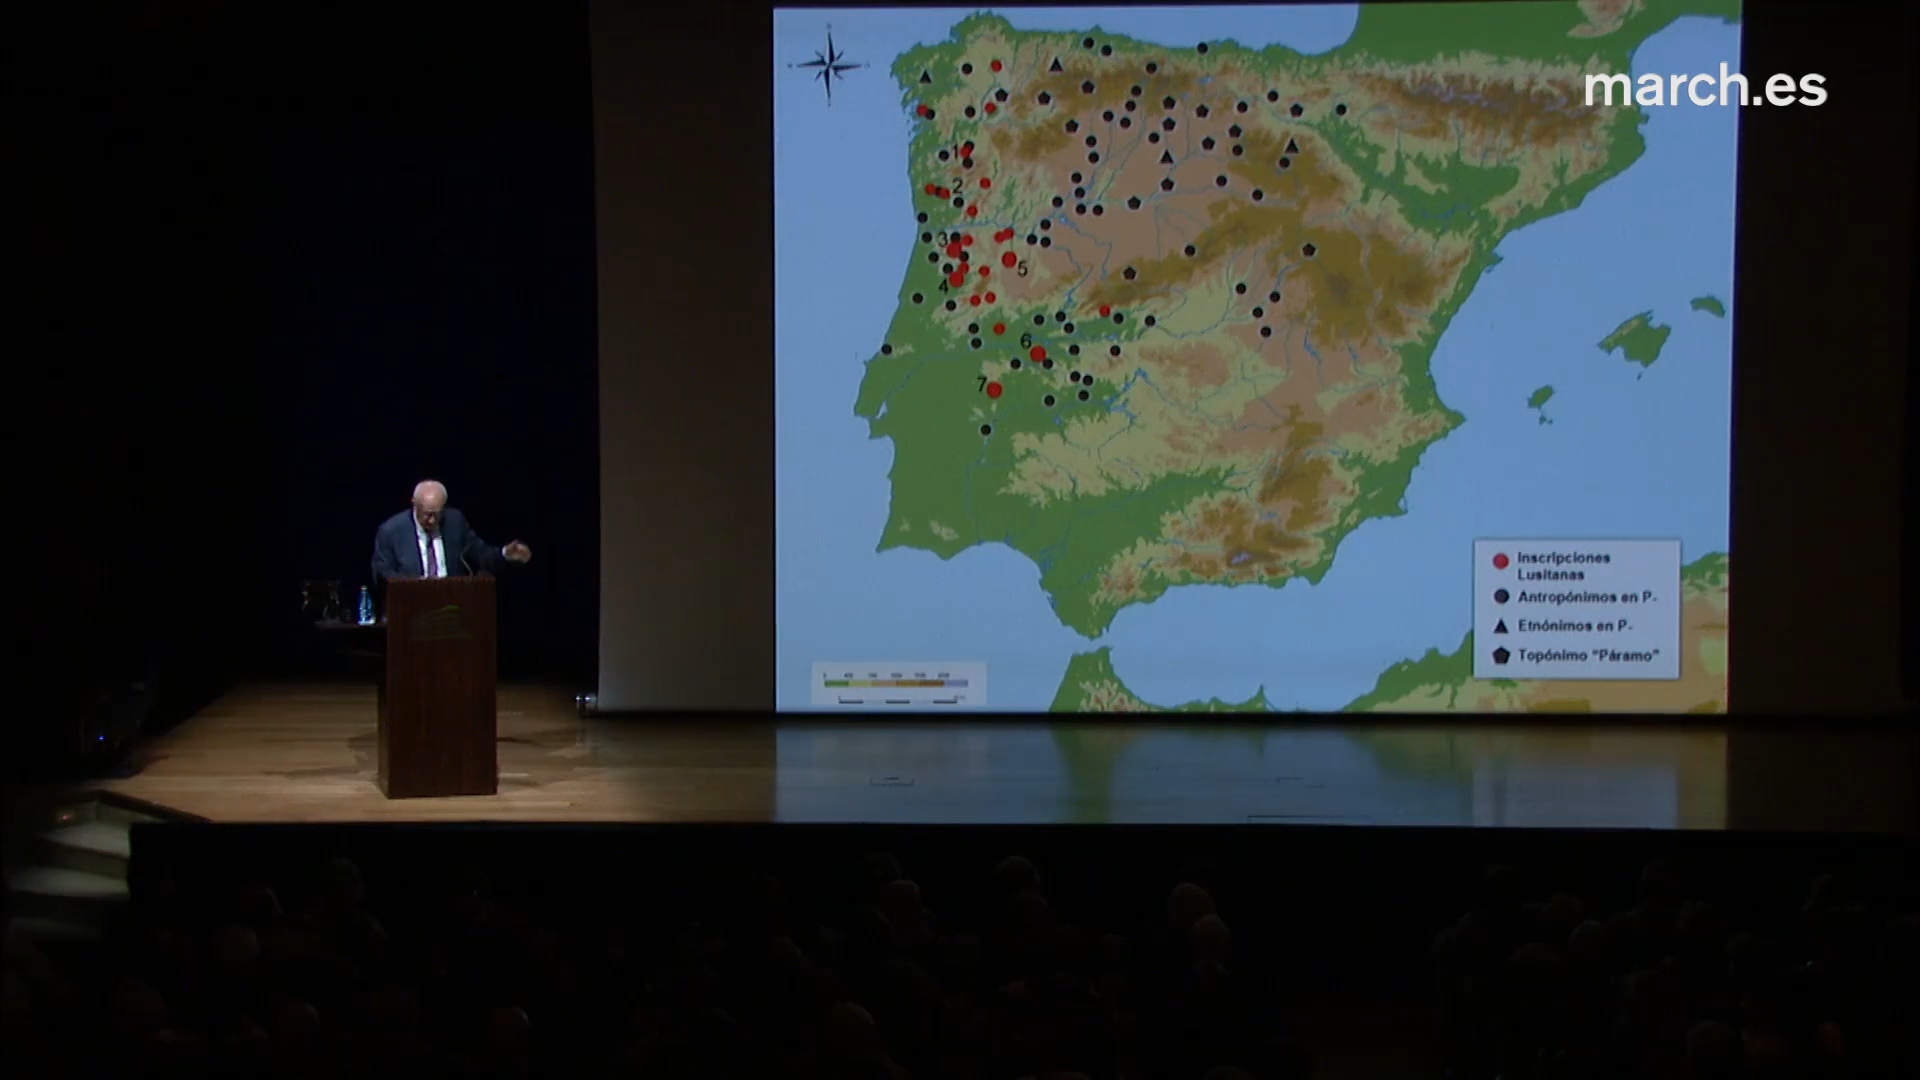 march.es
1
2
3
5
4
6
7
Inscripciones
Lusitanas
Antropónimos en P-
Etnónimos en P-
Topónimo "Páramo"